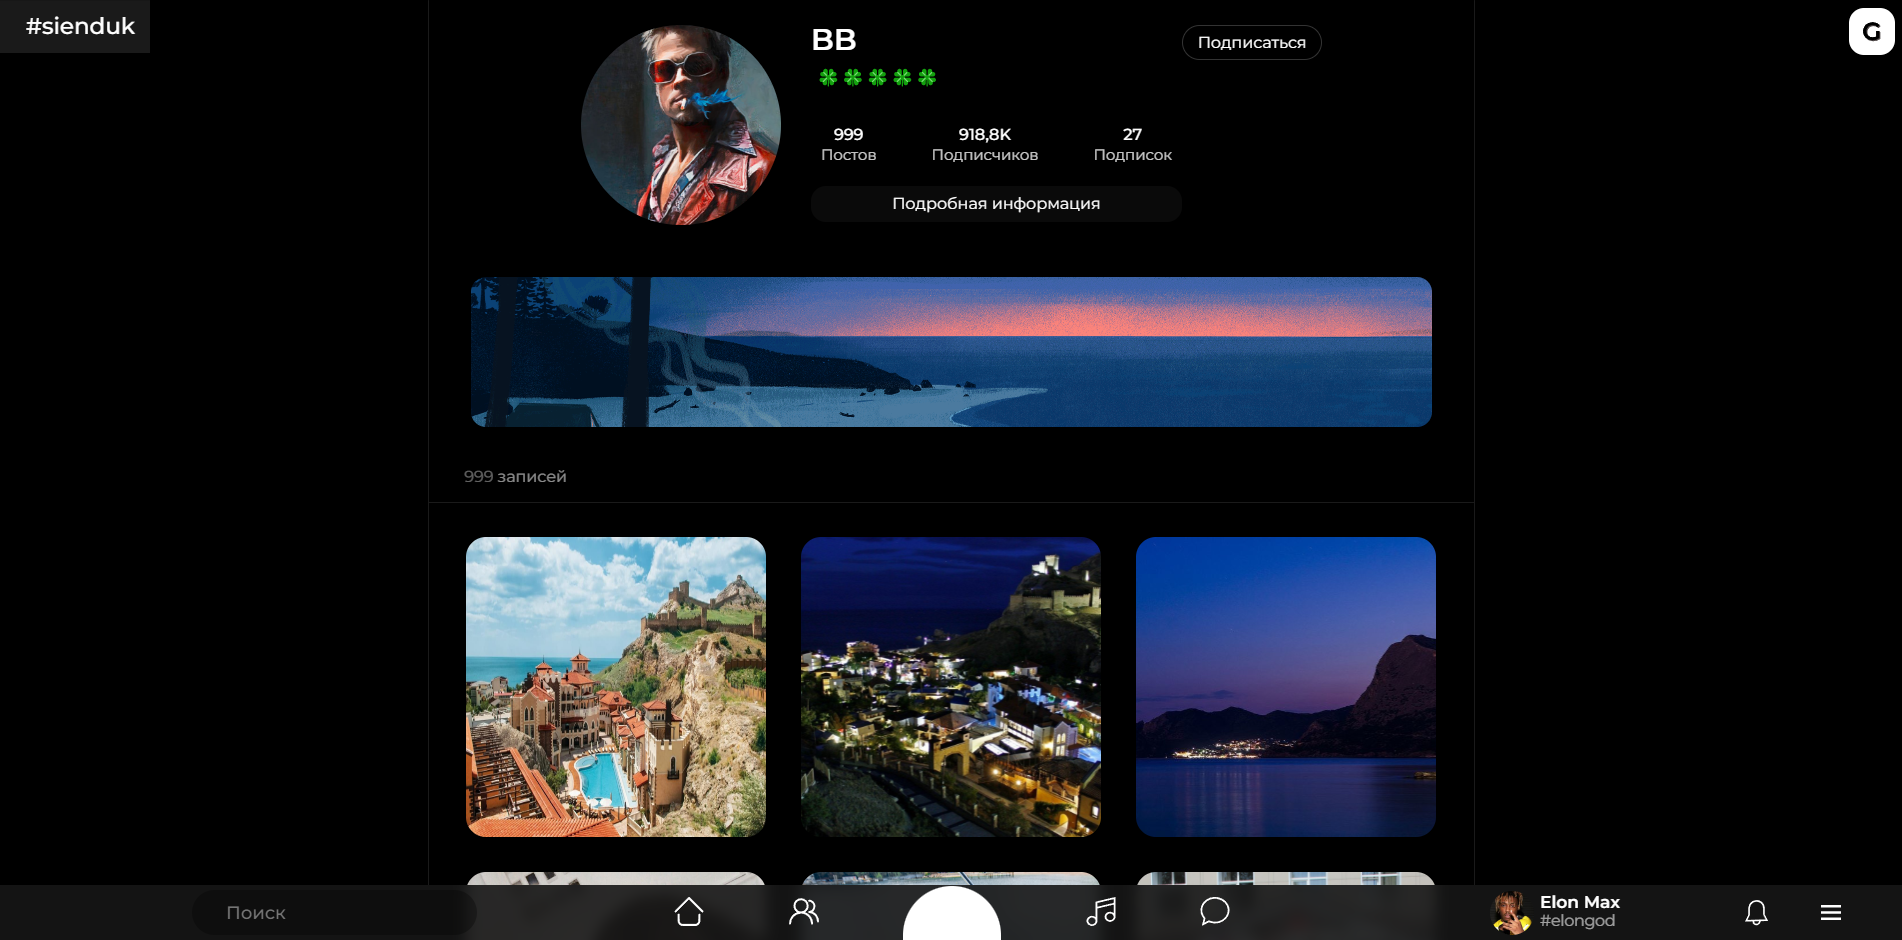 #sienduk
BB
Подписаться
G
999
Постов
918,8K
Подписчиков
27
Подписок
Подробная информация
999 записей
Поиск
Elon Max
#elongod